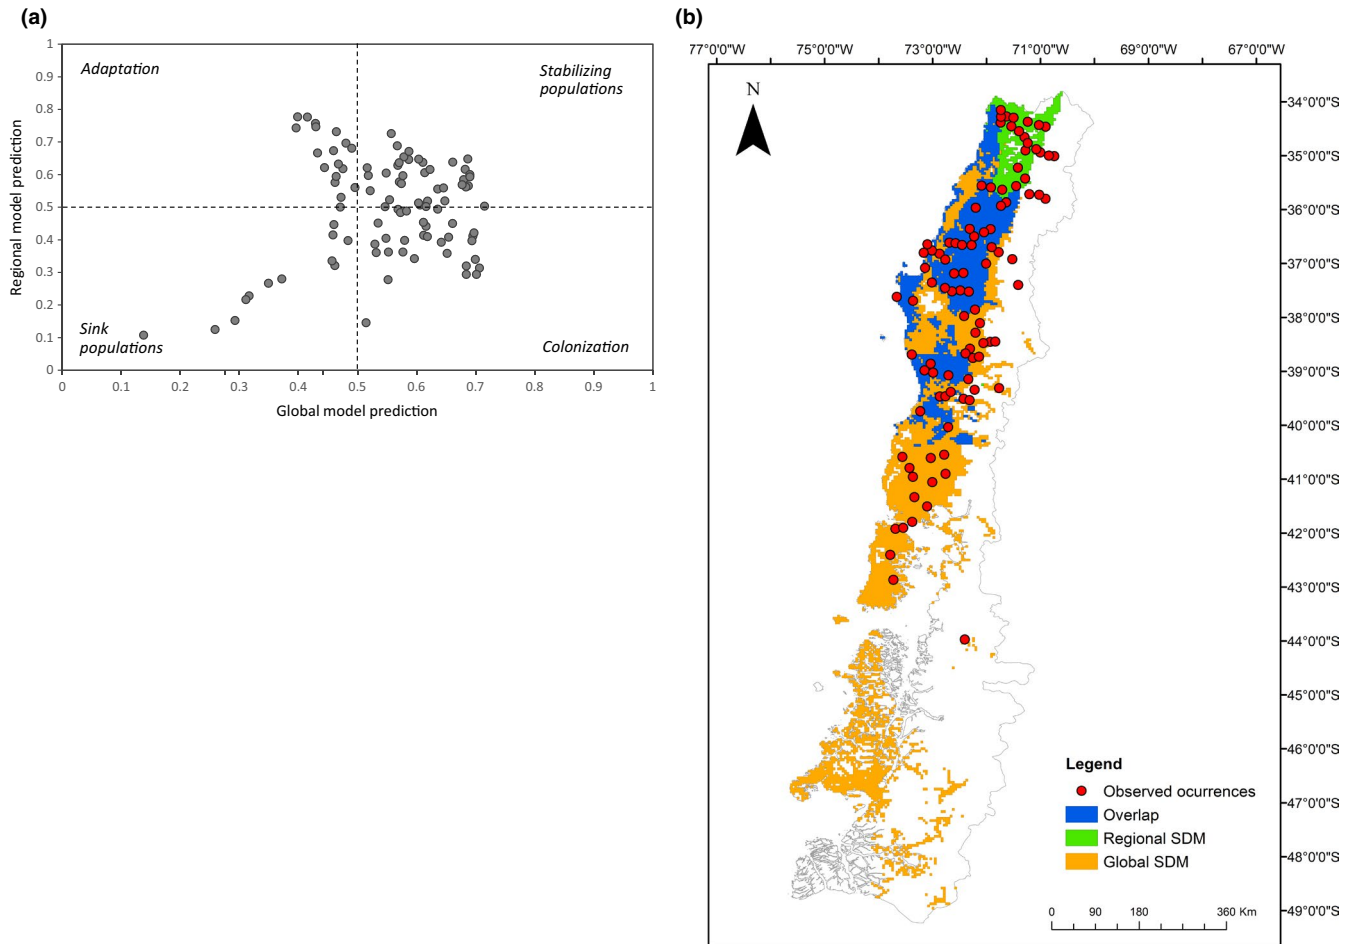 (a)
1
0.9
0.8
0.7
0.6
0.5
0.4
0.3
0.2
0.1
0
Regional model prediction
Adaptation
Stabilizing
populations
Sink
populations
Colonization
0 0.1 0.2 0.3 0.4 0.5 0.6 0.7 0.8 0.9 1
Global model prediction
(b)
77°0'0"W 75°0'0"W 73°0'0"W 71°0'0"W 69°0'0"W 67°0'0"W
N
34°0'0"S
35°0'0"S
36°0'0"S
37°0'0"S
38°0'0"S
39°0'0"S
40°0'0"S
41°0'0"S
42°0'0"S
43°0'0"S
44°0'0"S
45°0'0"S
46°0'0"S
47°0'0"S
48°0'0"S
49°0'0"S
Legend
Observed ocurrences
Overlap
Regional SDM
Global SDM
0 90 180 360 Km